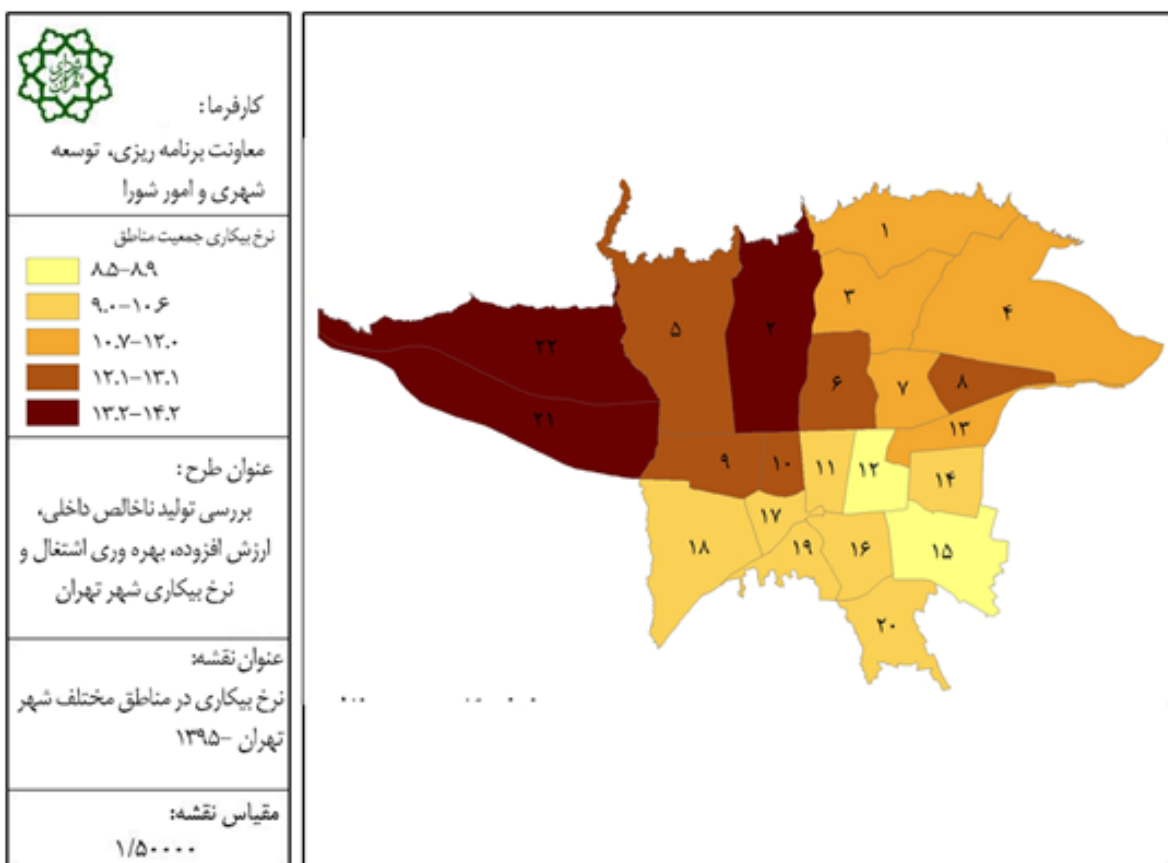 کارفرما:
معاونت برنامه ریزی، توسعه
شهری و امور شورا
نرخ بیکاری جمعیت مناطق
۸.۵-۸.۹
۹.۰-۱۰.۶
۱۰.۷-۱۲.۰
۱۲.۱-۱۳.۱
۱۳.۲-۱۴.۲
عنوان طرح:
بررسی تولید ناخالص داخلی،
ارزش افزوده، بهره وری اشتغال و
نرخ بیکاری شهر تهران
عنوان نقشه:
نرخ بیکاری در مناطق مختلف شهر
تهران -۱۳۹۵
مقیاس نقشه:
۱/۵۰۰۰۰
۱
۳
۴
۲
۵
۲۲
۶
۷
۸
۲۱
۱۳
۹
۱۰
۱۱
۱۲
۱۴
۱۷
۱۸
۱۹
۱۶
۱۵
۲۰